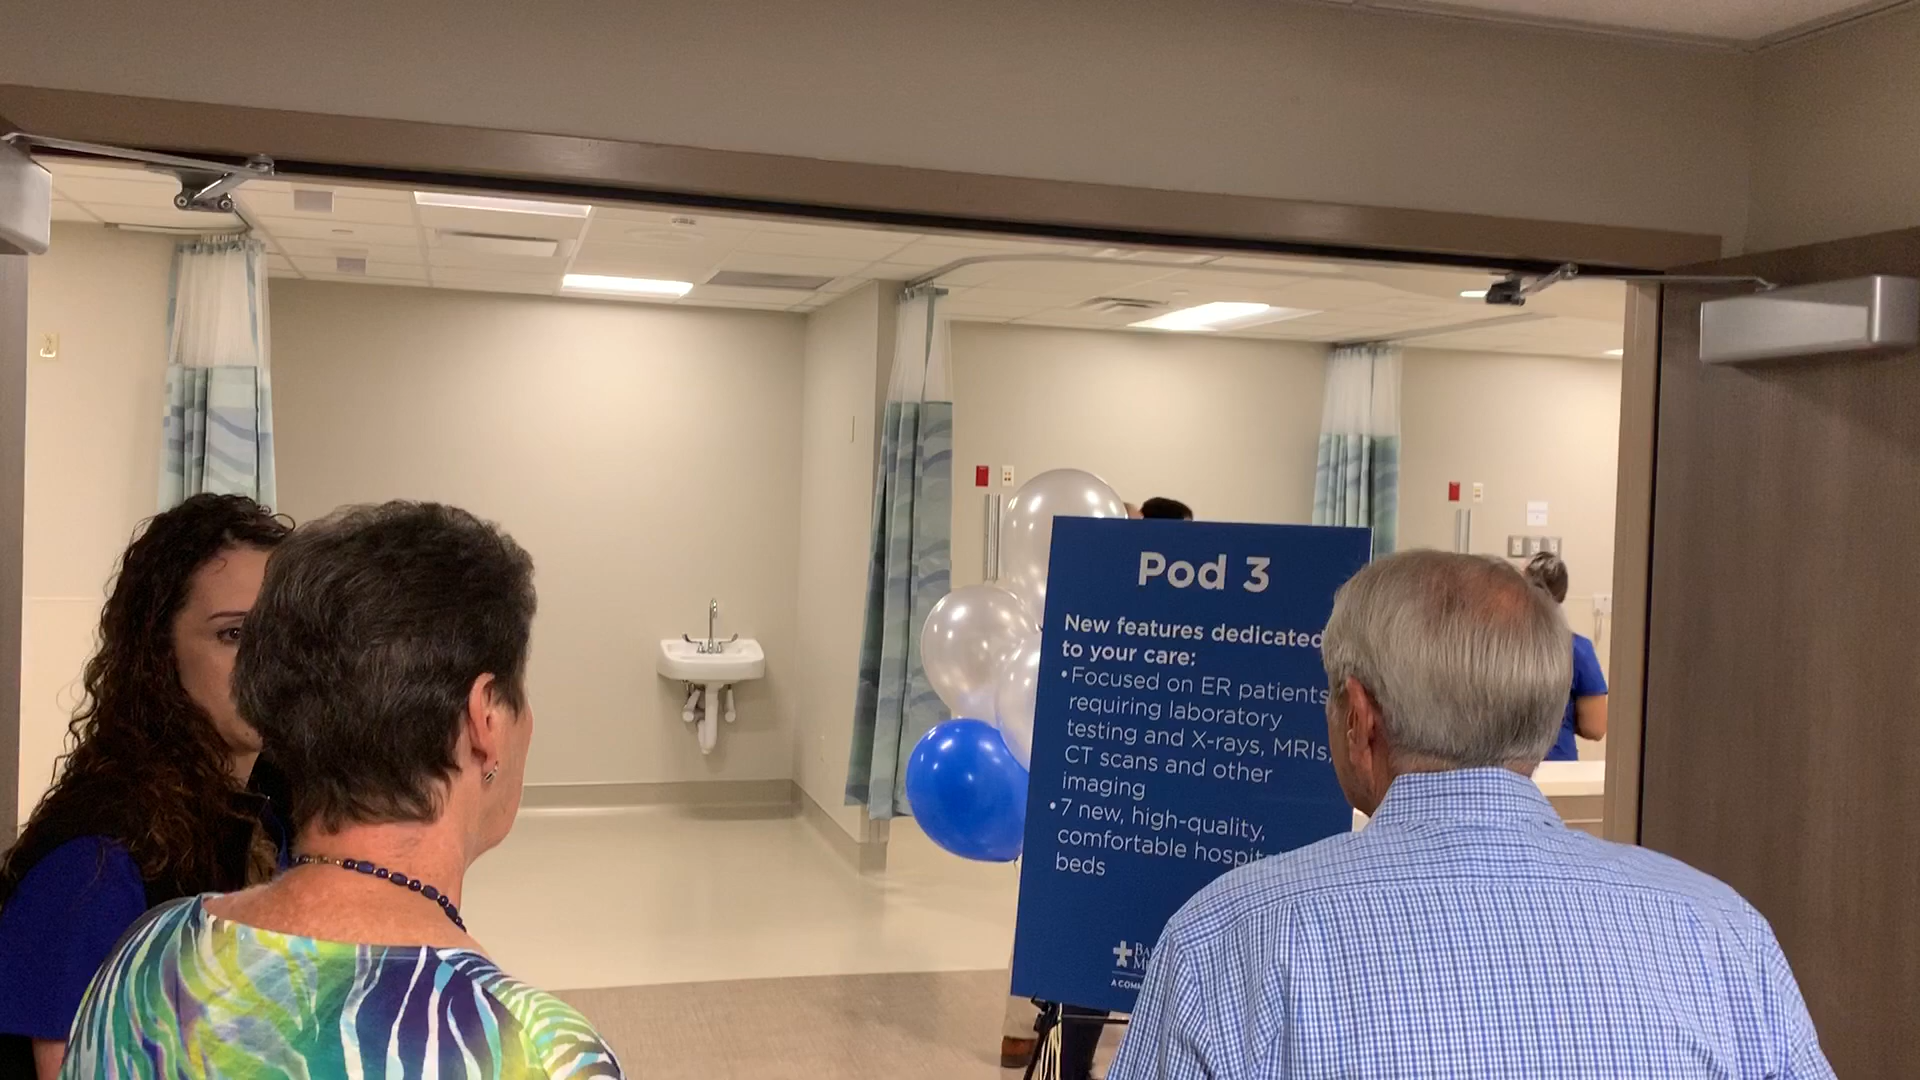 Pod 3
New features dedicated
to your care:
•Focused on ER patients
requiring laboratory
testing and X-rays, MRIs,
CT scans and other
imaging
•7 new, high-quality,
comfortable
beds